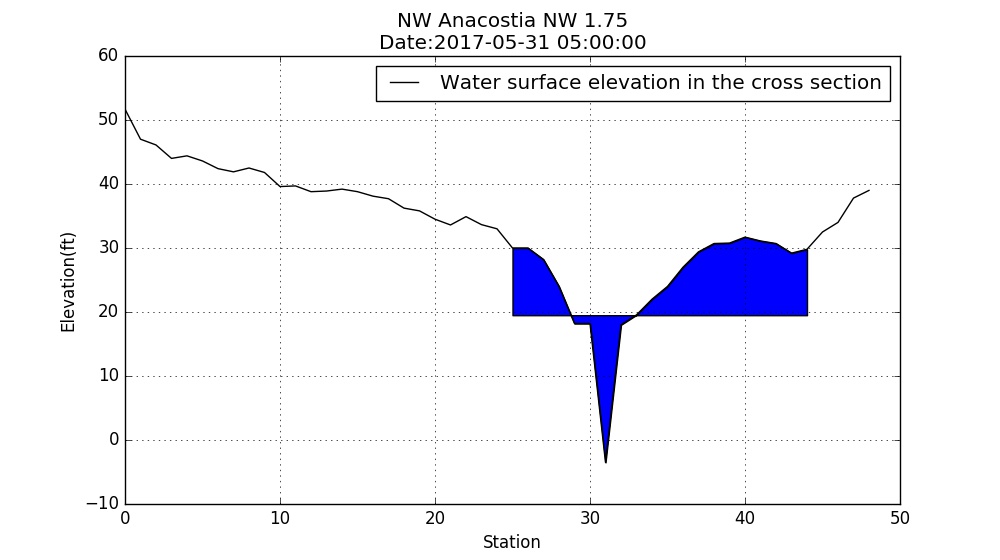 NW Anacostia NW 1.75
Date:2017-05-31 05:00:00
Water surface elevation in the cross section
60
50
40
30
20
10
0
−10
Elevation(ft)
0 10 20 30 40 50
Station